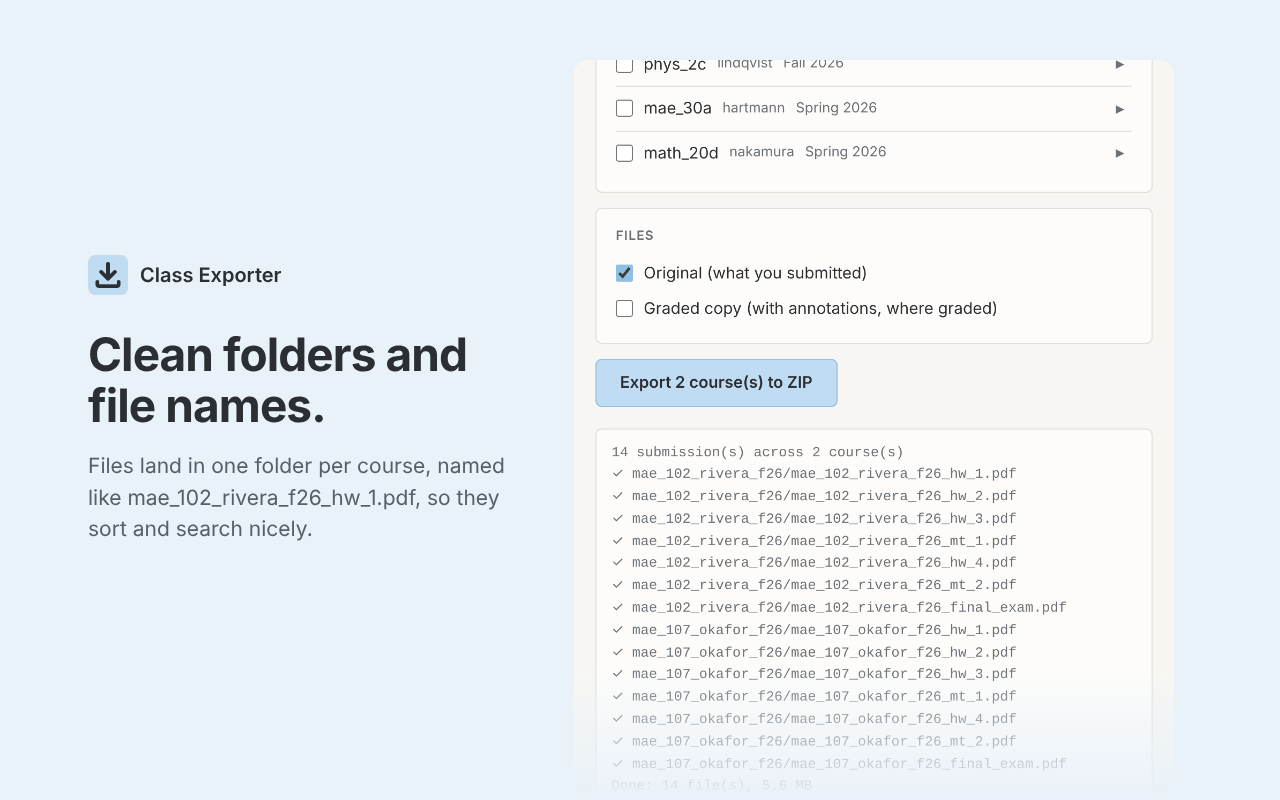 Class Exporter
Clean folders and
file names.
Files land in one folder per course, named
like mae_102_rivera_f26_hw_1.pdf, so they
sort and search nicely.
phys_2c lindqvist Fall 2026 ▶
mae_30a hartmann Spring 2026 ▶
math_20d nakamura Spring 2026 ▶
FILES
Original (what you submitted)
Graded copy (with annotations, where graded)
Export 2 course(s) to ZIP
14 submission(s) across 2 course(s)
✓ mae_102_rivera_f26/mae_102_rivera_f26_hw_1.pdf
✓ mae_102_rivera_f26/mae_102_rivera_f26_hw_2.pdf
✓ mae_102_rivera_f26/mae_102_rivera_f26_hw_3.pdf
✓ mae_102_rivera_f26/mae_102_rivera_f26_mt_1.pdf
✓ mae_102_rivera_f26/mae_102_rivera_f26_hw_4.pdf
✓ mae_102_rivera_f26/mae_102_rivera_f26_mt_2.pdf
✓ mae_102_rivera_f26/mae_102_rivera_f26_final_exam.pdf
✓ mae_107_okafor_f26/mae_107_okafor_f26_hw_1.pdf
✓ mae_107_okafor_f26/mae_107_okafor_f26_hw_2.pdf
✓ mae_107_okafor_f26/mae_107_okafor_f26_hw_3.pdf
✓ mae_107_okafor_f26/mae_107_okafor_f26_mt_1.pdf
✓ mae_107_okafor_f26/mae_107_okafor_f26_hw_4.pdf
✓ mae_107_okafor_f26/mae_107_okafor_f26_mt_2.pdf
✓ mae_107_okafor_f26/mae_107_okafor_f26_final_exam.pdf
Done: 14 file(s), 5.6 MB